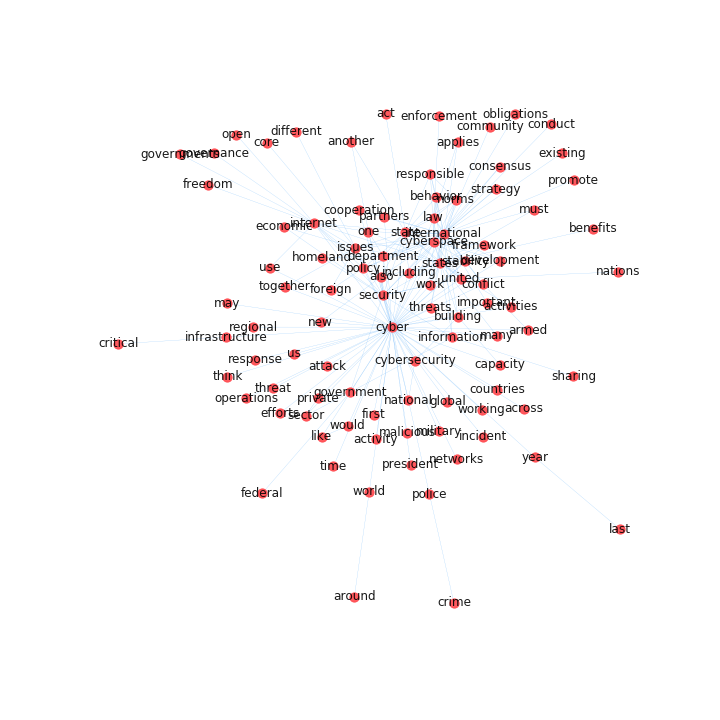 act
enforcement
obligations
community
conduct
open
core
different
another
applies
governments
governance
existing
responsible
consensus
freedom
promote
strategy
behavior
norms
cooperation
must
partners
law
internet
economic
one
state
international
benefits
cyberspace
issues
framework
homeland
department
states
stability
development
use
policy
also
including
nations
united
together
foreign
security
work
conflict
may
threats
important
activities
building
new
regional
cyber
armed
infrastructure
information
many
critical
us
response
cybersecurity
attack
capacity
think
sharing
threat
government
countries
operations
private
national
global
efforts
sector
first
working
across
would
like
activity
malicious
military
incident
time
president
networks
year
federal
world
police
last
around
crime